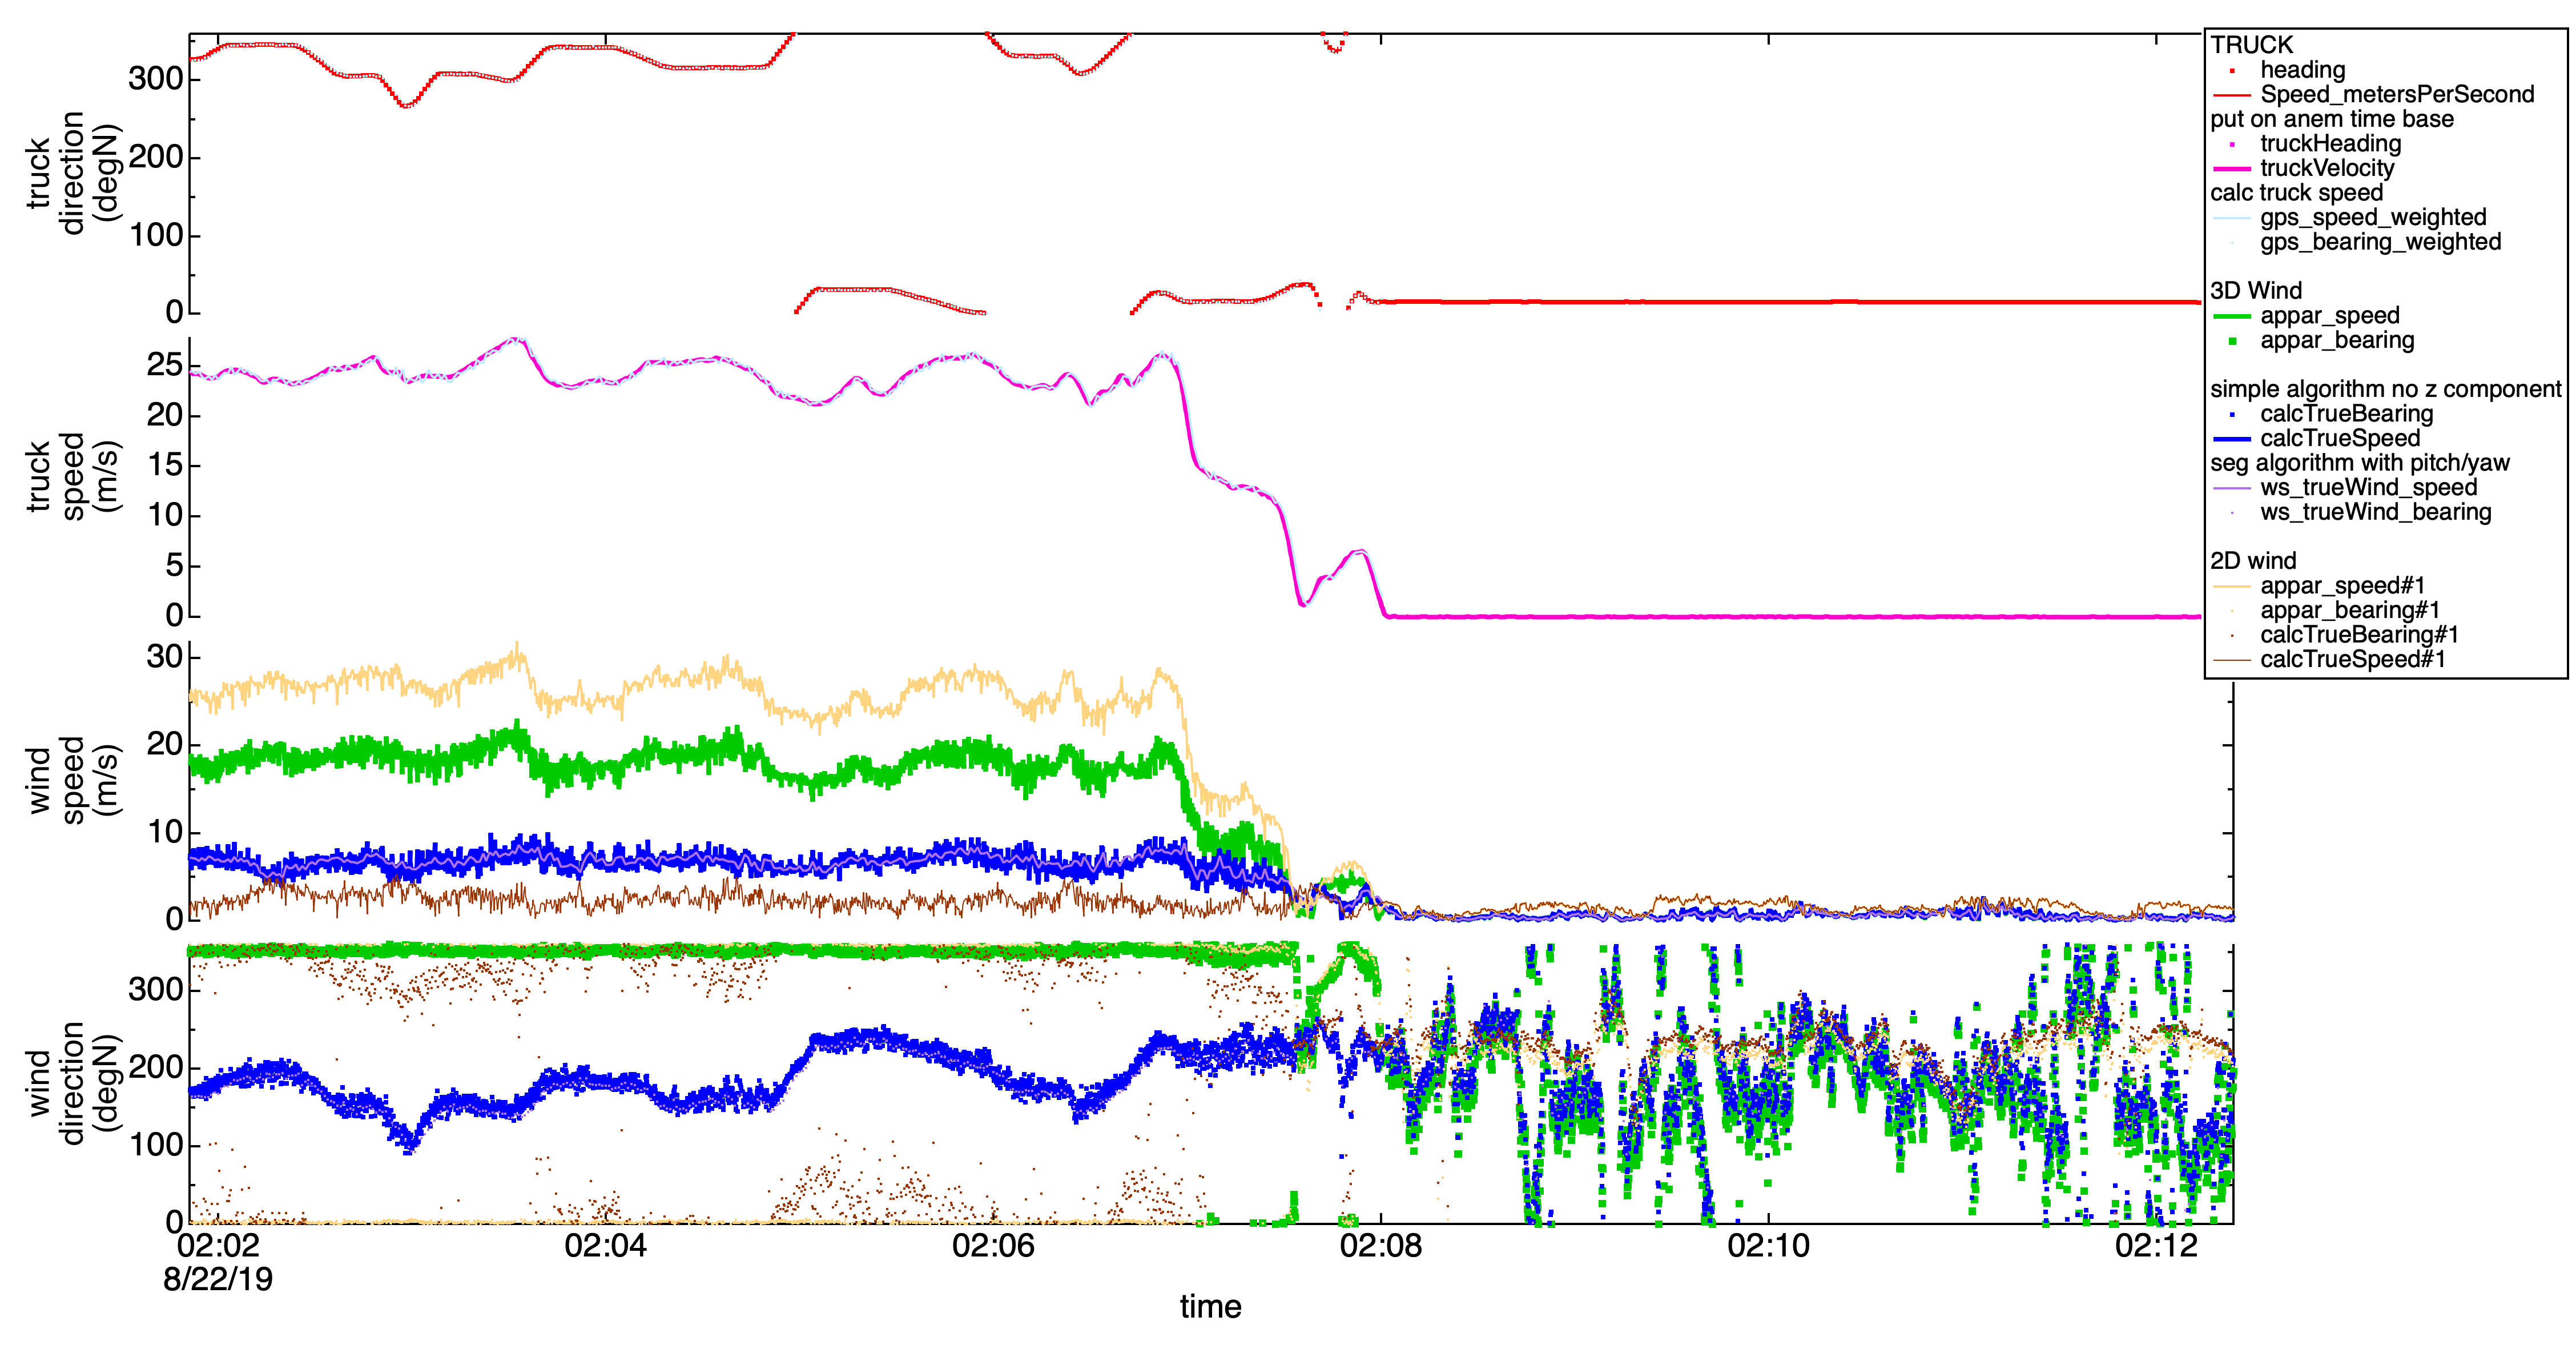 truck
direction
(degN)
300
200
100
0
truck
speed
(m/s)
25
20
15
10
5
0
wind
speed
(m/s)
30
20
10
0
wind
direction
(degN)
300
200
100
0
02:02
02:04
02:06
02:08
02:10
02:12
8/22/19
time
TRUCK
heading
Speed_metersPerSecond
put on anem time base
truckHeading
truckVelocity
calc truck speed
gps_speed_weighted
gps_bearing_weighted
3D Wind
appar_speed
appar_bearing
simple algorithm no z component
calcTrueBearing
calcTrueSpeed
seg algorithm with pitch/yaw
ws_trueWind_speed
ws_trueWind_bearing
2D wind
appar_speed#1
appar_bearing#1
calcTrueBearing#1
calcTrueSpeed#1